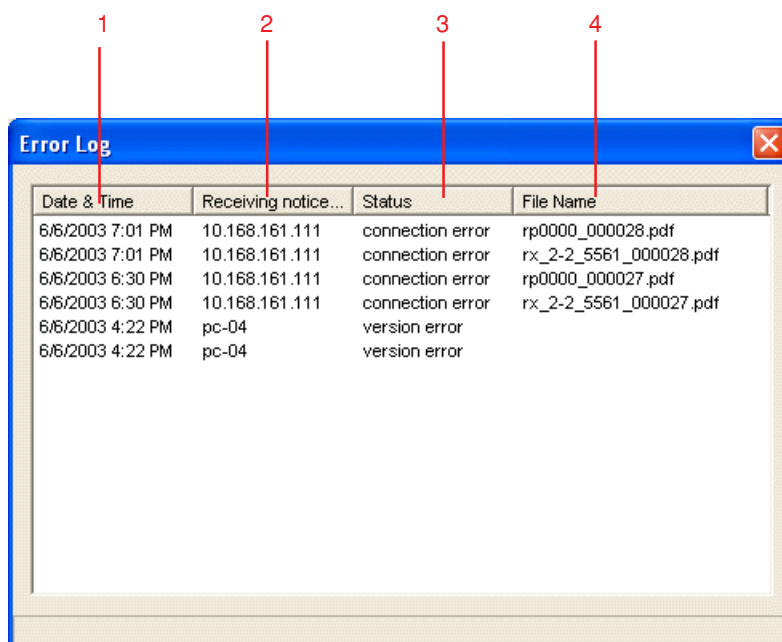 1 2 3 4
Error Log
Date & Time Receiving notice... Status File Name
6/6/2003 7:01 PM 10.168.161.111 connection error rp0000_000028.pdf
6/6/2003 7:01 PM 10.168.161.111 connection error rx_2-2_5561_000028.pdf
6/6/2003 6:30 PM 10.168.161.111 connection error rp0000_000027.pdf
6/6/2003 6:30 PM 10.168.161.111 connection error rx_2-2_5561_000027.pdf
6/6/2003 4:22 PM pc-04 version error
6/6/2003 4:22 PM pc-04 version error